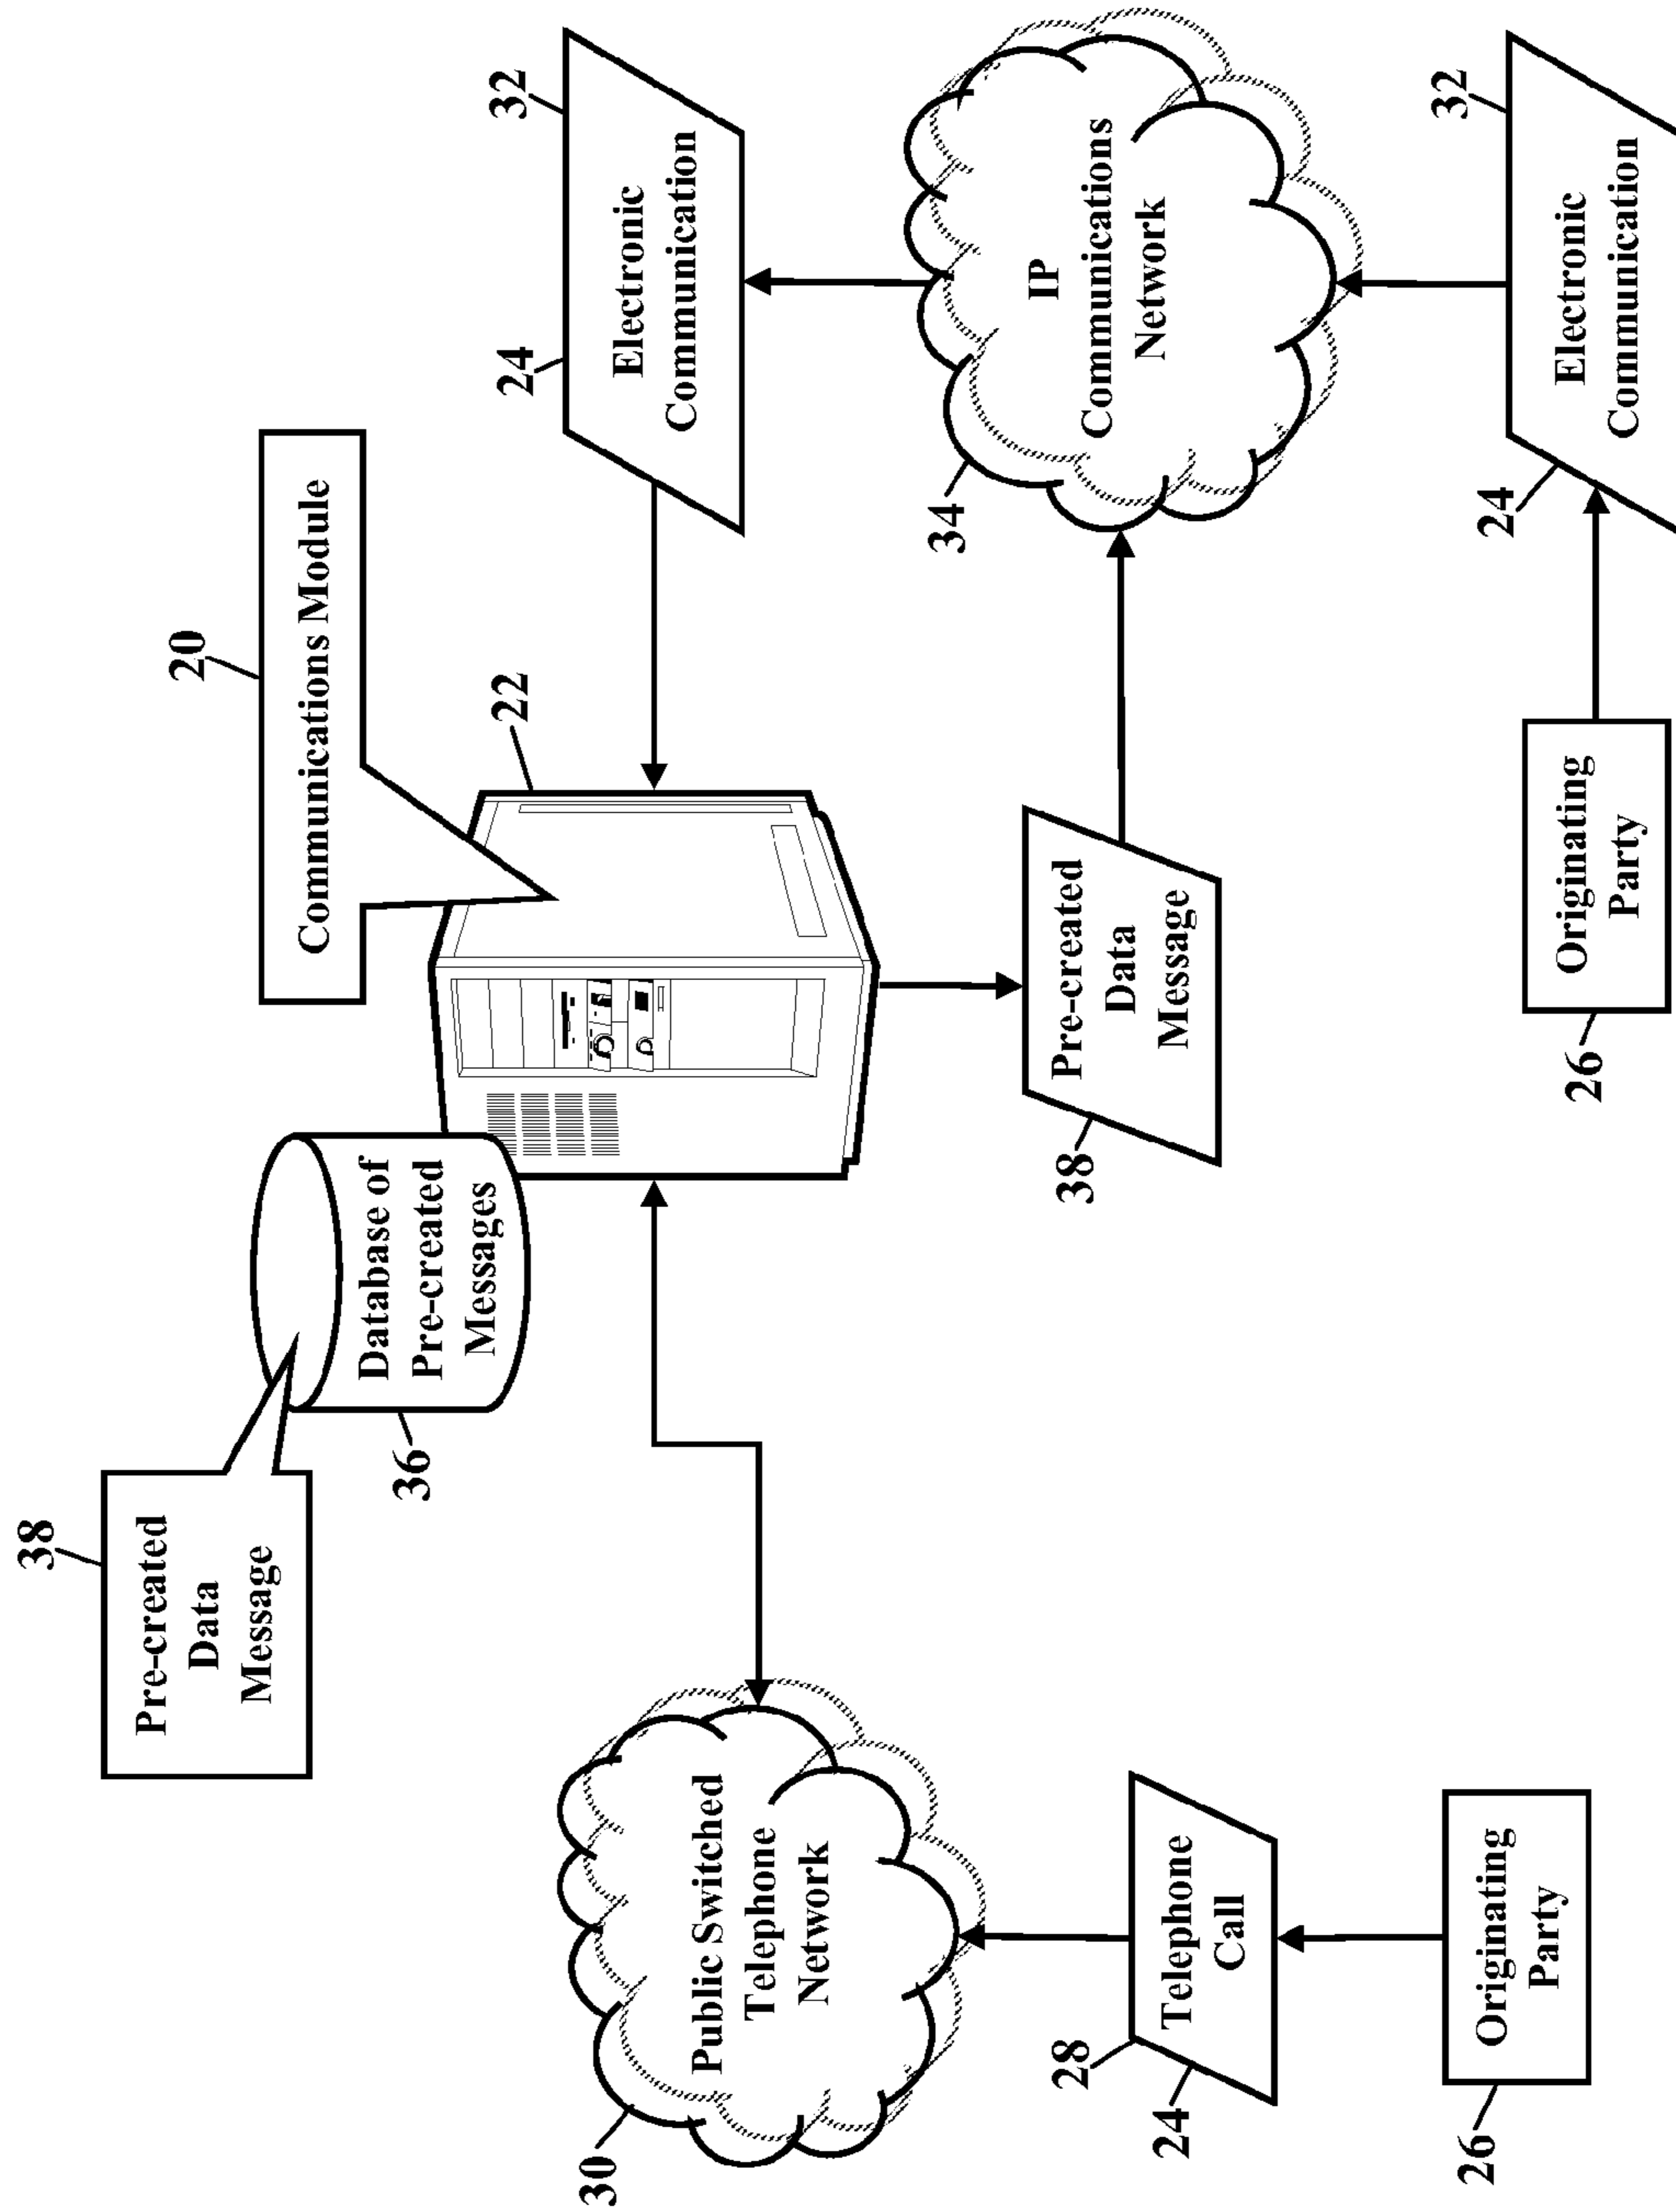 38
Pre-created
Data
Message
36
Database of
Pre-created
Messages
20
Communications Module
22
24
32
Electronic
Communication
30
Public Switched
Telephone
Network
38
Pre-created
Data
Message
34
IP
Communications
Network
28
24
Telephone
Call
26
Originating
Party
26
Originating
Party
24
32
Electronic
Communication